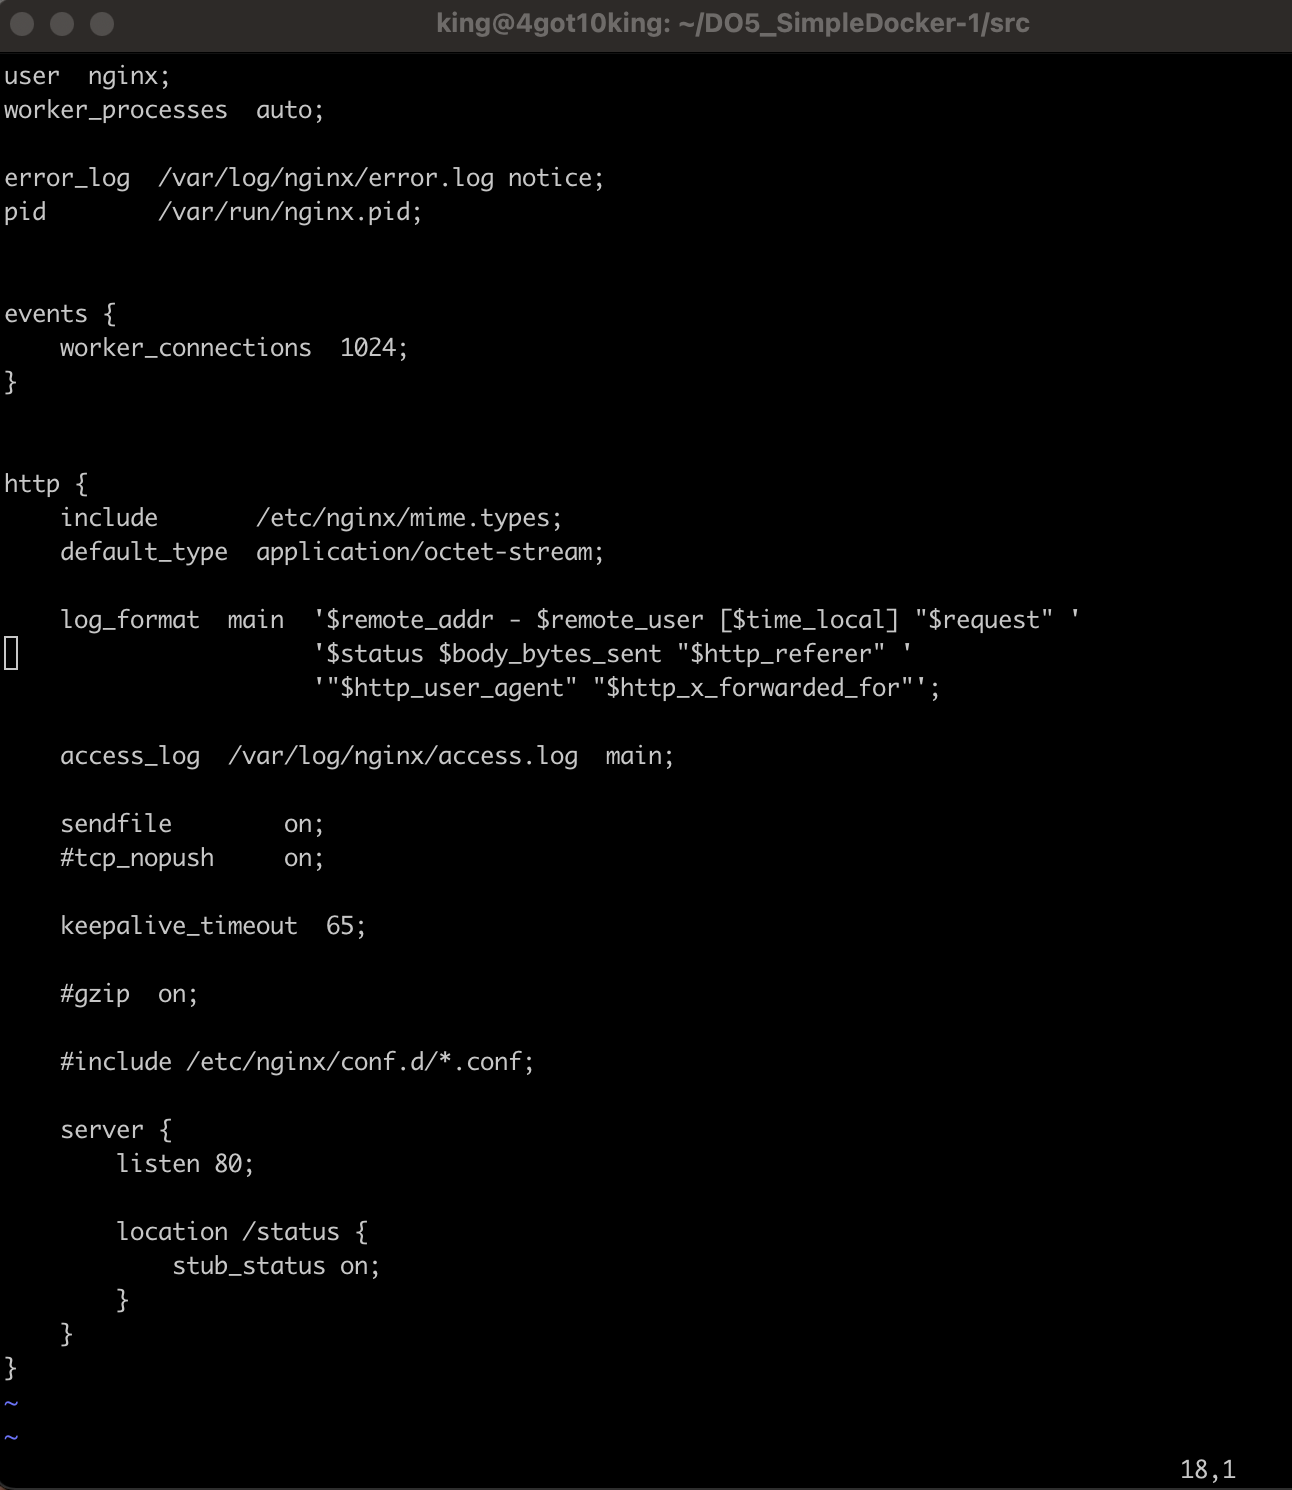 king@4got10king: ~/DO5_SimpleDocker-1/src
user  nginx;
worker_processes  auto;

error_log  /var/log/nginx/error.log notice;
pid        /var/run/nginx.pid;


events {
    worker_connections  1024;
}


http {
    include       /etc/nginx/mime.types;
    default_type  application/octet-stream;

    log_format  main  '$remote_addr - $remote_user [$time_local] "$request" '
                      '$status $body_bytes_sent "$http_referer" '
                      '"$http_user_agent" "$http_x_forwarded_for"';

    access_log  /var/log/nginx/access.log  main;

    sendfile        on;
    #tcp_nopush     on;

    keepalive_timeout  65;

    #gzip  on;

    #include /etc/nginx/conf.d/*.conf;

    server {
        listen 80;

        location /status {
            stub_status on;
        }
    }
}
~
~
18,1